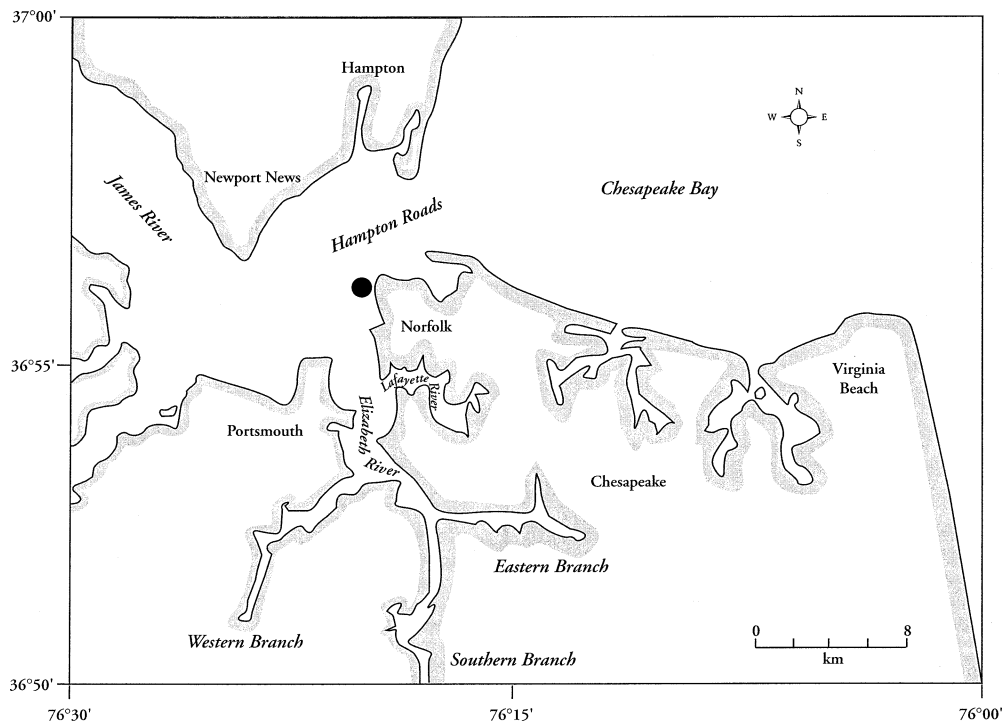 37°00'
Hampton
N
W E
S
Newport News
James River
Chesapeake Bay
Hampton Roads
Norfolk
36°55'
Lafayette
River
Virginia
Beach
Elizabeth
River
Portsmouth
Chesapeake
Eastern Branch
Western Branch
Southern Branch
0 8
km
36°50'
76°30' 76°15' 76°00'